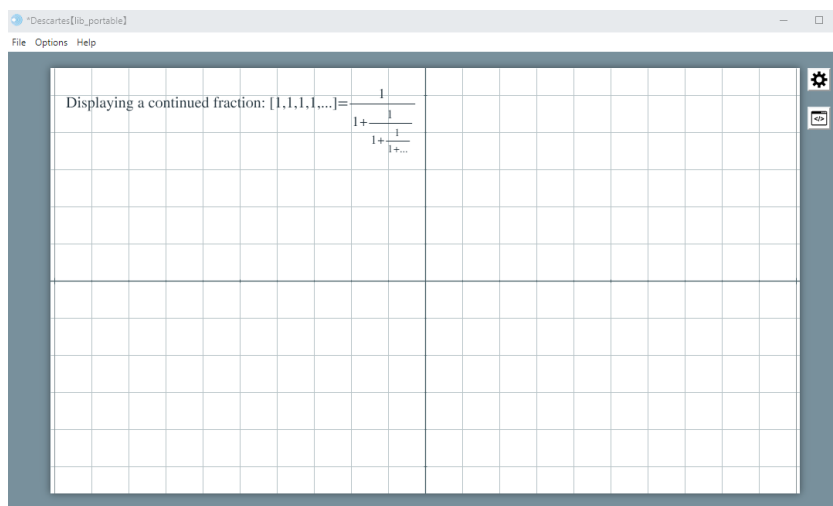 *Descartes【lib_portable】
File Options Help
Displaying a continued fraction: [1,1,1,1,...]=
1
1+
1
1+
1
1+...
</>